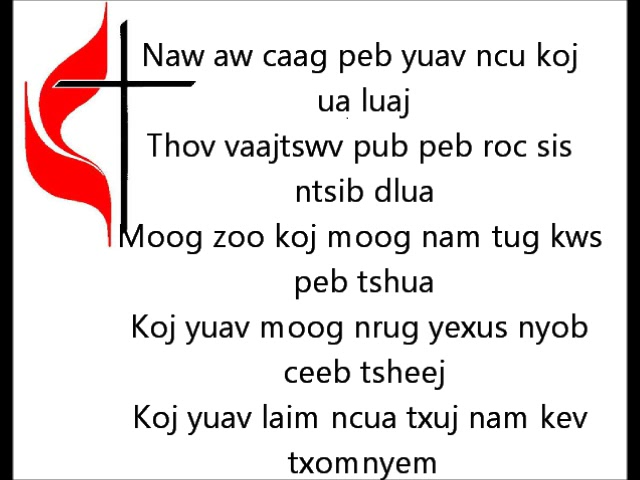 Naw aw caag peb yuav ncu koj
ua luaj
Thov vaajtswv pub peb roc sis
ntsib dlua
Moog zoo koj moog nam tug kws
peb tshua
Koj yuav moog nrug yexus nyob
ceeb tsheej
Koj yuav laim ncua txuj nam kev
txomnyem